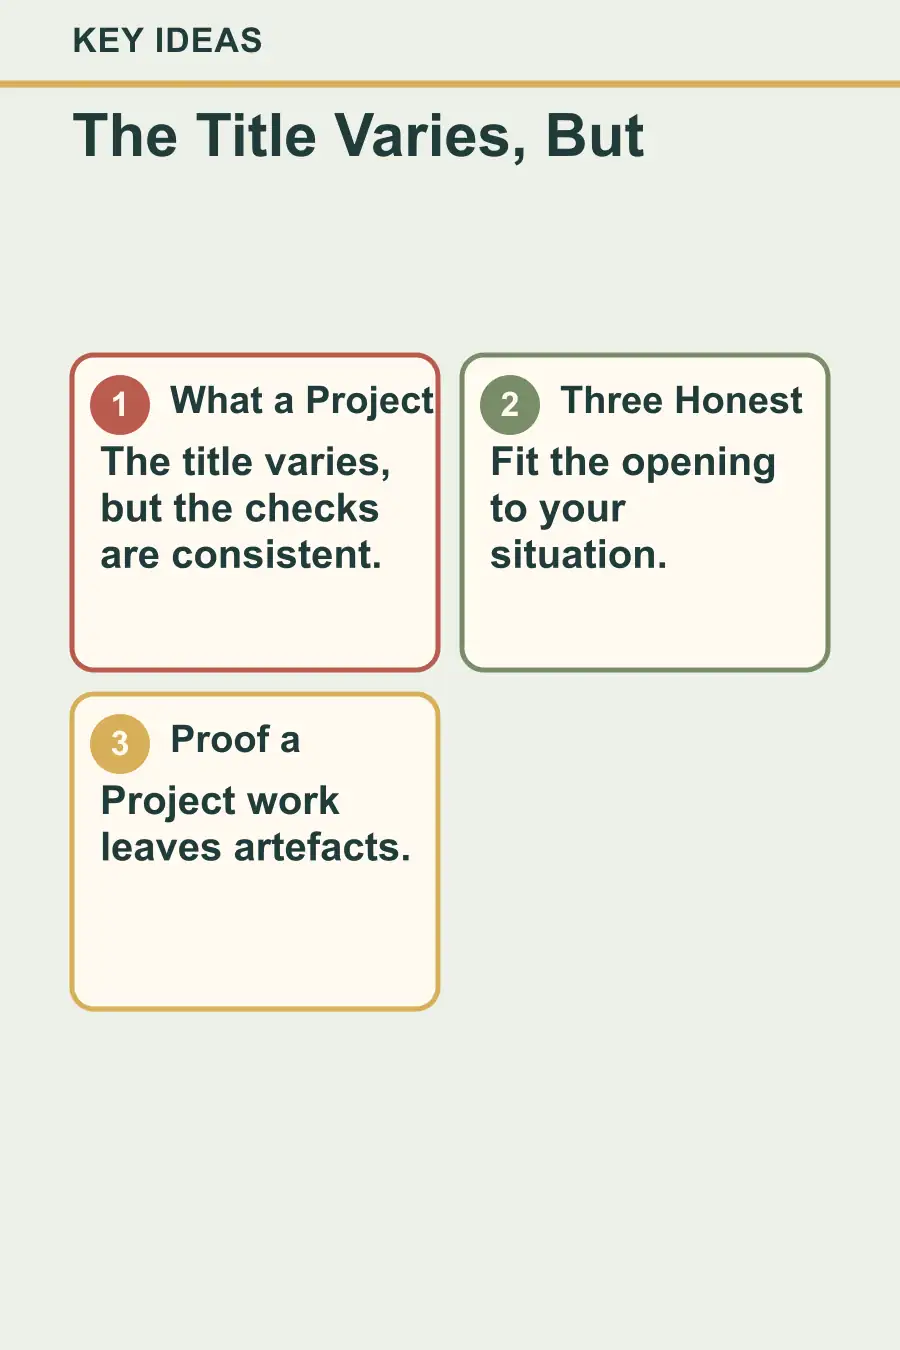 KEY IDEAS
The Title Varies, But
1 What a Project
The title varies,
but the checks
are consistent.
2 Three Honest
Fit the opening
to your
situation.
3 Proof a
Project work
leaves artefacts.